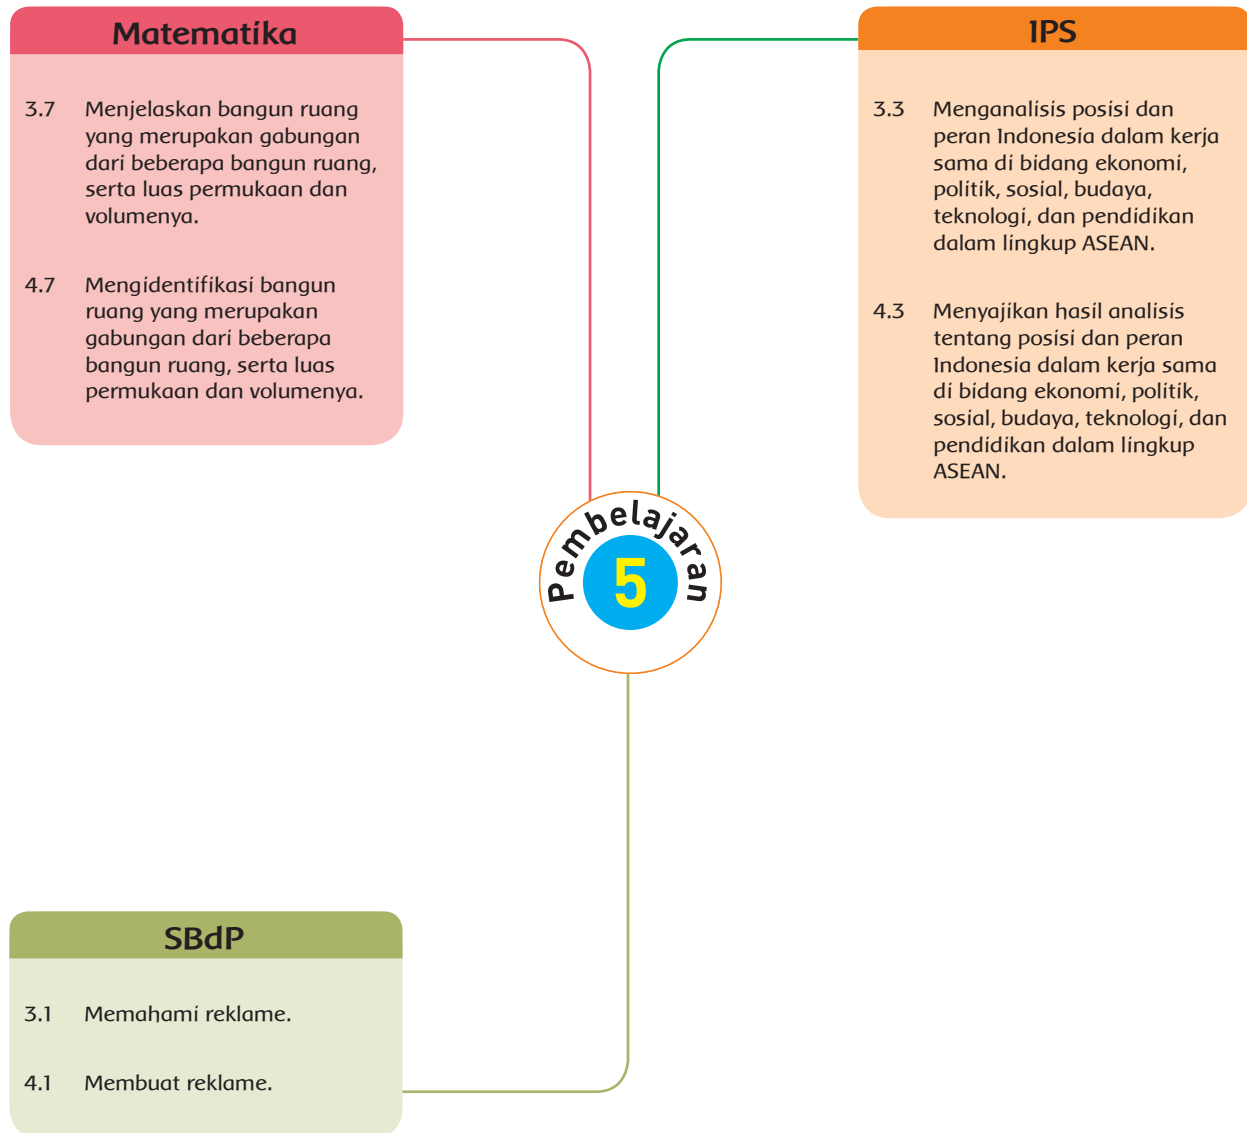 Matematika
3.7 Menjelaskan bangun ruang
yang merupakan gabungan
dari beberapa bangun ruang,
serta luas permukaan dan
volumenya.
4.7 Mengidentifikasi bangun
ruang yang merupakan
gabungan dari beberapa
bangun ruang, serta luas
permukaan dan volumenya.
IPS
3.3 Menganalisis posisi dan
peran Indonesia dalam kerja
sama di bidang ekonomi,
politik, sosial, budaya,
teknologi, dan pendidikan
dalam lingkup ASEAN.
4.3 Menyajikan hasil analisis
tentang posisi dan peran
Indonesia dalam kerja sama
di bidang ekonomi, politik,
sosial, budaya, teknologi, dan
pendidikan dalam lingkup
ASEAN.
Pembelajaran
5
SBdP
3.1 Memahami reklame.
4.1 Membuat reklame.